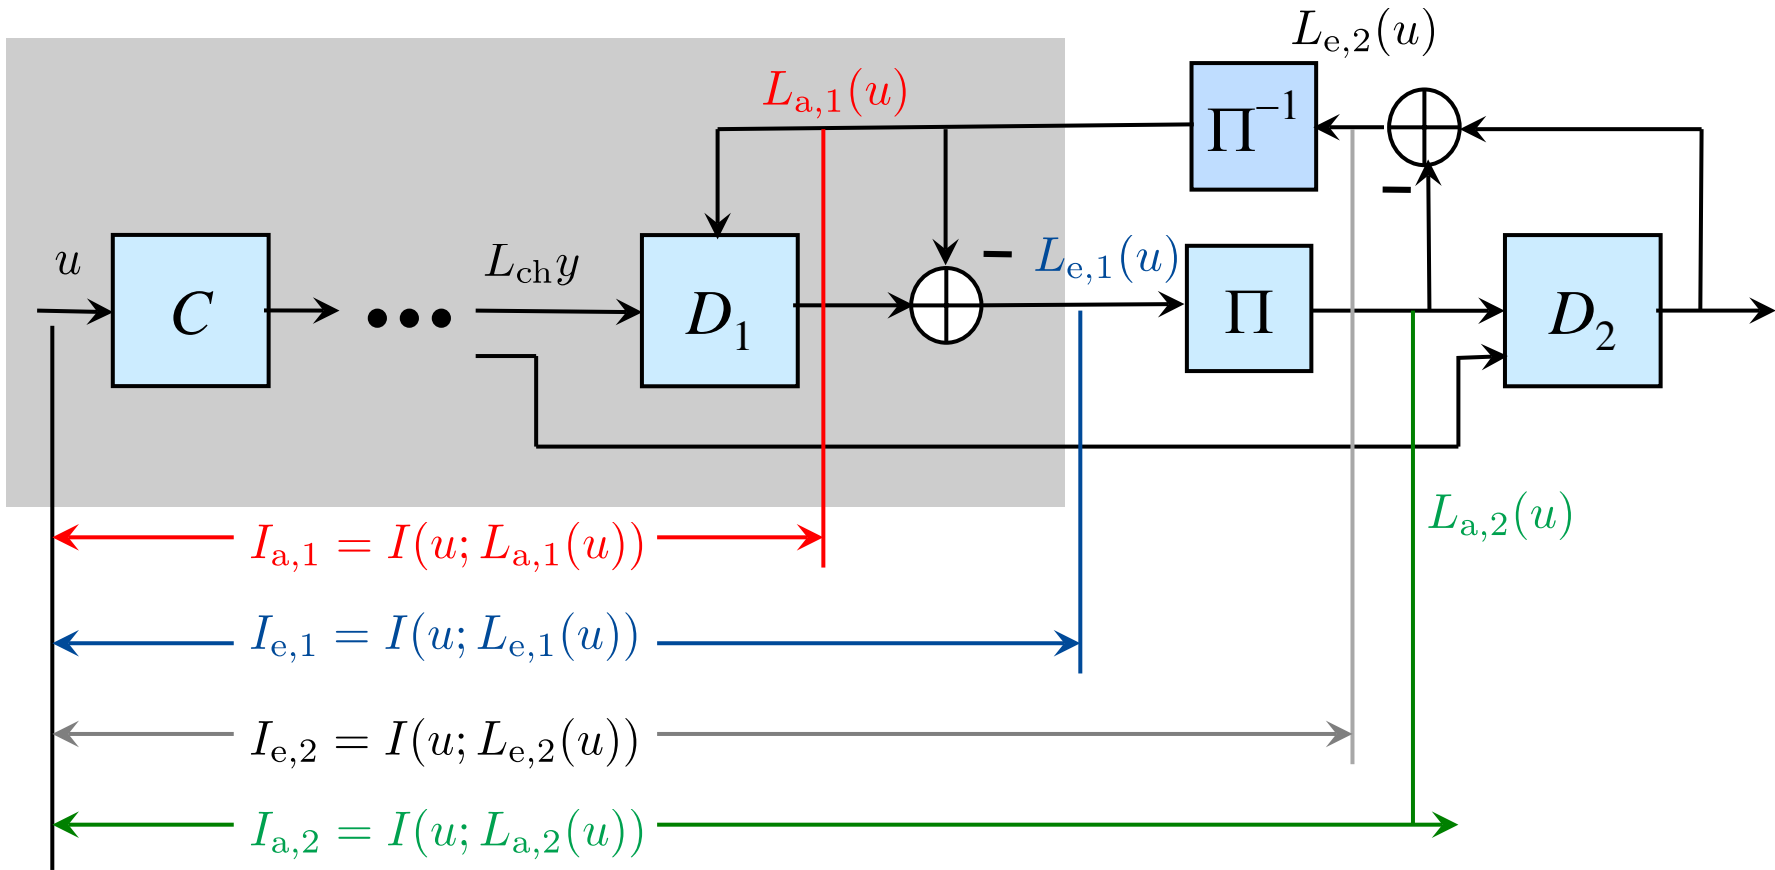 L_{e,2}(u)
L_{a,1}(u)
Π^{-1}
−
u
L_{ch}y
− L_{e,1}(u)
C ••• D_1 Π D_2
L_{a,2}(u)
I_{a,1} = I(u; L_{a,1}(u))
I_{e,1} = I(u; L_{e,1}(u))
I_{e,2} = I(u; L_{e,2}(u))
I_{a,2} = I(u; L_{a,2}(u))